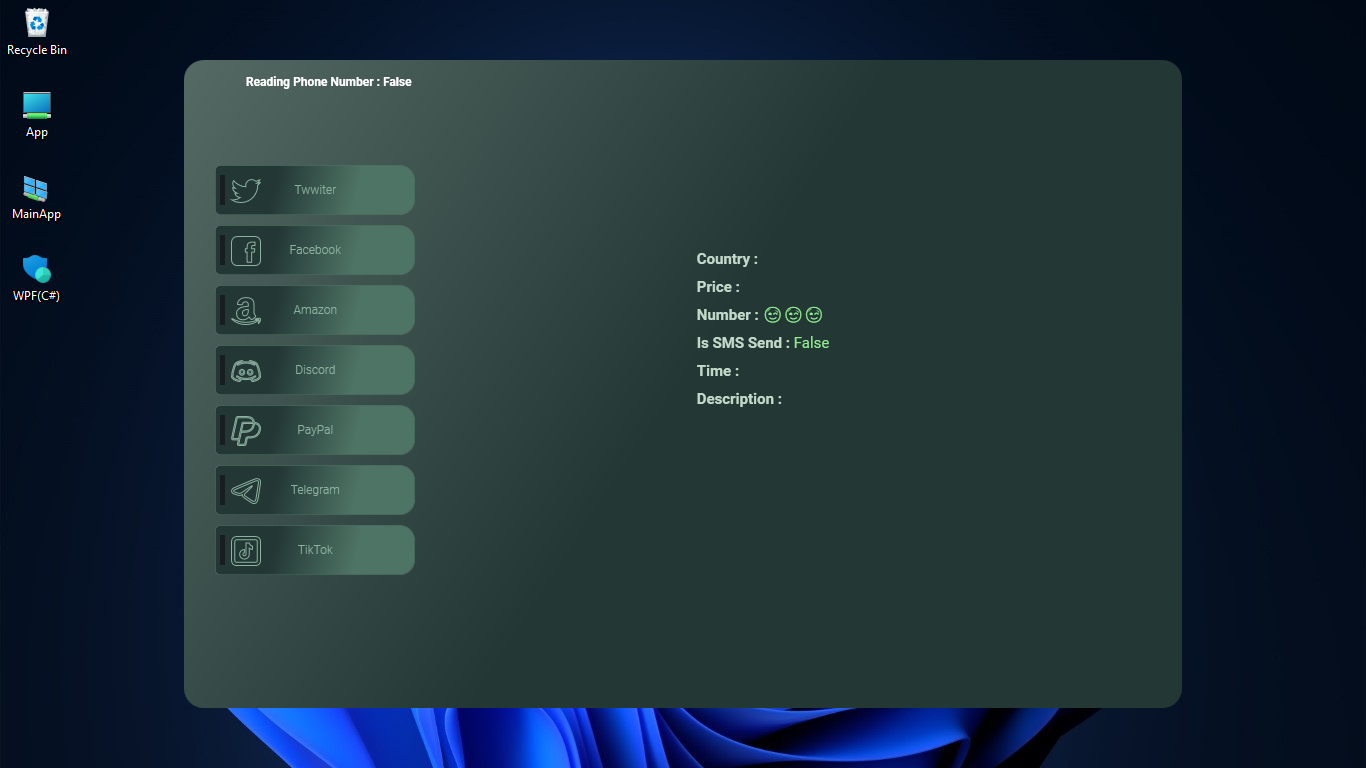 Recycle Bin
App
MainApp
WPF(C#)
Reading Phone Number : False
Twwiter
Facebook
Amazon
Discord
PayPal
Telegram
TikTok
Country :
Price :
Number :
Is SMS Send : False
Time :
Description :